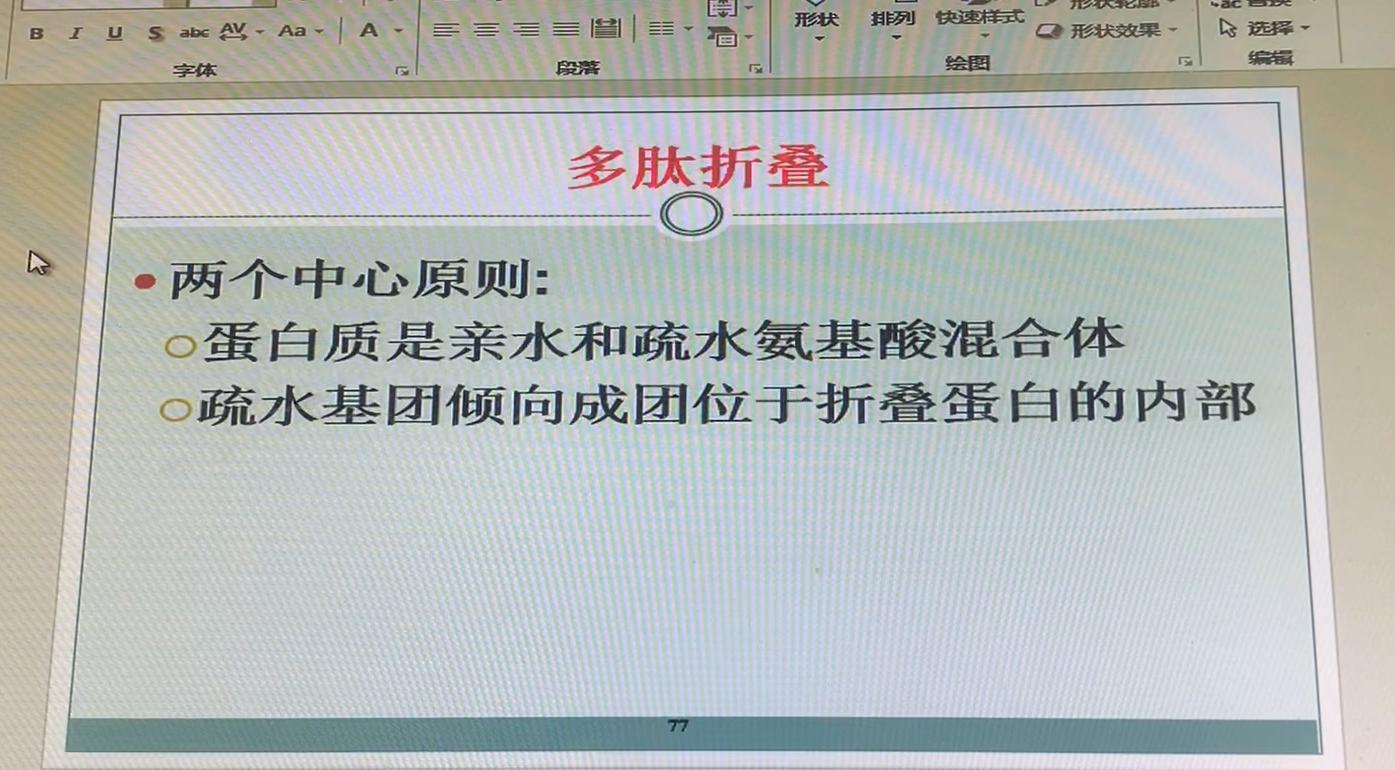 B I U S abc AV Aa A
形状 排列 快速样式 形状效果 选择
字体 段落 绘图 编辑
多肽折叠
两个中心原则:
蛋白质是亲水和疏水氨基酸混合体
疏水基团倾向成团位于折叠蛋白的内部
77